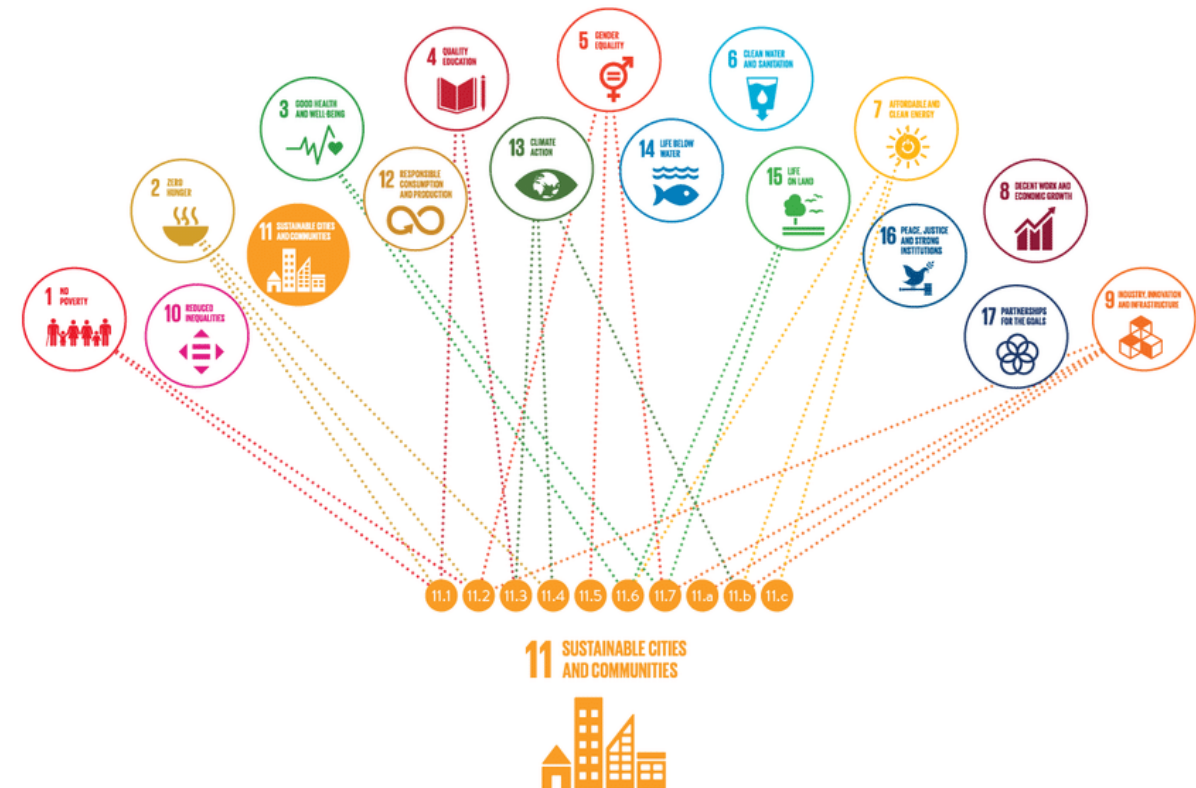 1 NO
POVERTY
2 ZERO
HUNGER
3 GOOD HEALTH
AND WELL-BEING
4 QUALITY
EDUCATION
5 GENDER
EQUALITY
6 CLEAN WATER
AND SANITATION
7 AFFORDABLE AND
CLEAN ENERGY
8 DECENT WORK AND
ECONOMIC GROWTH
9 INDUSTRY, INNOVATION
AND INFRASTRUCTURE
10 REDUCED
INEQUALITIES
11 SUSTAINABLE CITIES
AND COMMUNITIES
12 RESPONSIBLE
CONSUMPTION
AND PRODUCTION
13 CLIMATE
ACTION
14 LIFE BELOW
WATER
15 LIFE
ON LAND
16 PEACE, JUSTICE
AND STRONG
INSTITUTIONS
17 PARTNERSHIPS
FOR THE GOALS
11.1 11.2 11.3 11.4 11.5 11.6 11.7 11.a 11.b 11.c
11 SUSTAINABLE CITIES
AND COMMUNITIES